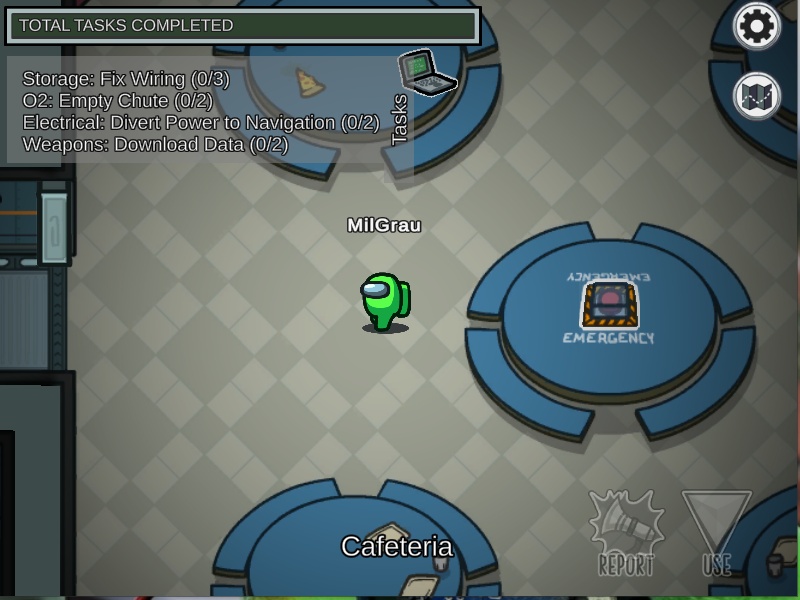 TOTAL TASKS COMPLETED
Storage: Fix Wiring (0/3)
O2: Empty Chute (0/2)
Electrical: Divert Power to Navigation (0/2)
Weapons: Download Data (0/2)
Tasks
MilGrau
EMERGENCY
EMERGENCY
Cafeteria
REPORT
USE